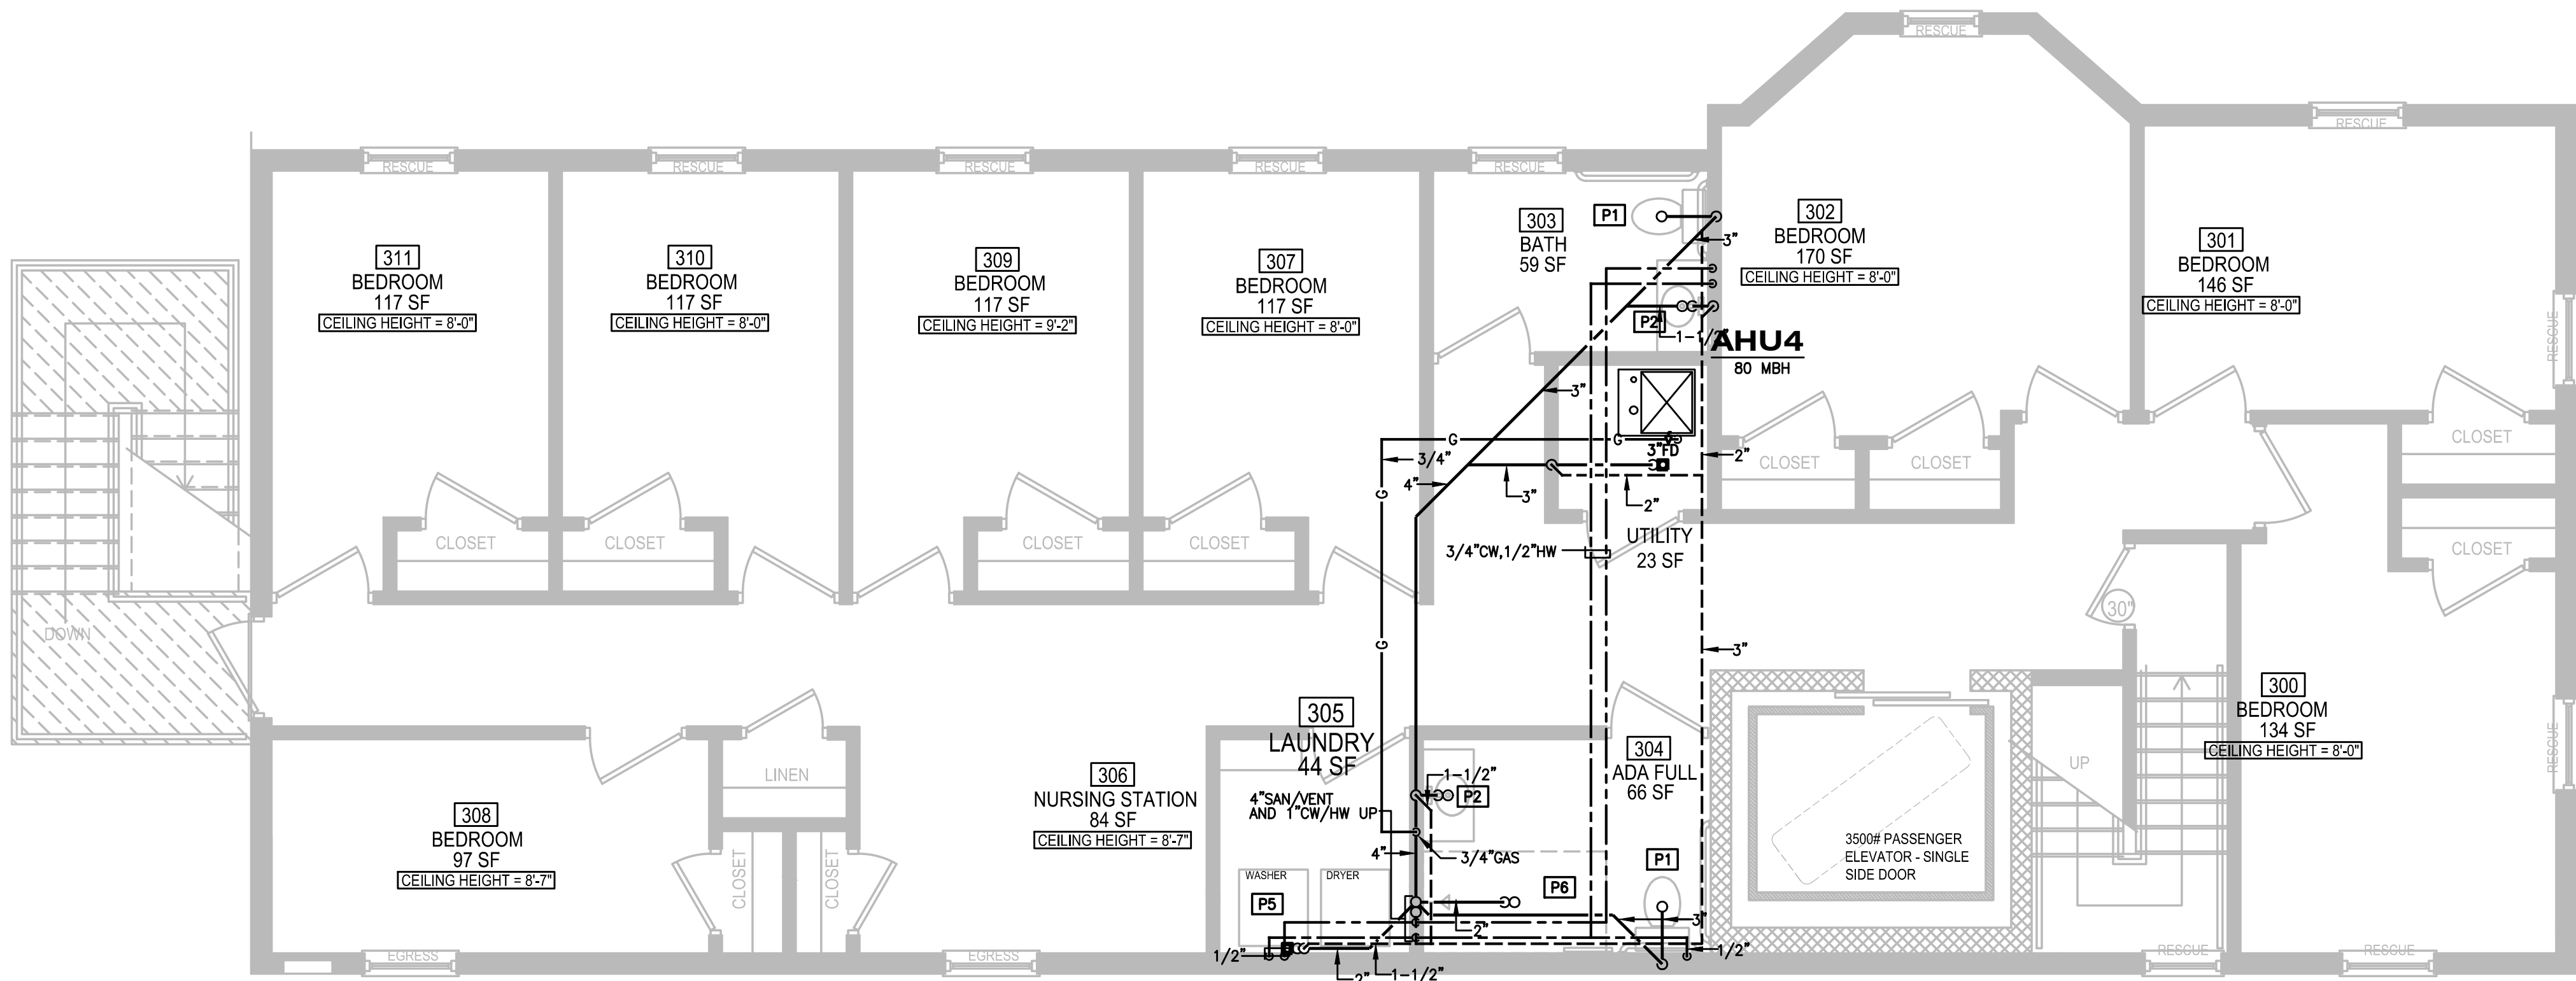 RESCUE
RESCUE
RESCUE
RESCUE
RESCUE
RESCUE
RESCUE
311
BEDROOM
117 SF
CEILING HEIGHT = 8'-0"
310
BEDROOM
117 SF
CEILING HEIGHT = 8'-0"
309
BEDROOM
117 SF
CEILING HEIGHT = 9'-2"
307
BEDROOM
117 SF
CEILING HEIGHT = 8'-0"
303
BATH
59 SF
P1
3"
302
BEDROOM
170 SF
CEILING HEIGHT = 8'-0"
301
BEDROOM
146 SF
CEILING HEIGHT = 8'-0"
RESCUE
P2
1-1/2"
AHU4
80 MBH
3"
G
G
3"FD
3/4"
2"
4"
3"
2"
G
CLOSET
CLOSET
CLOSET
CLOSET
CLOSET
CLOSET
CLOSET
CLOSET
UTILITY
23 SF
3/4"CW,1/2"HW
30"
DOWN
G
3"
300
BEDROOM
134 SF
CEILING HEIGHT = 8'-0"
RESCUE
305
LAUNDRY
44 SF
304
ADA FULL
66 SF
UP
LINEN
306
NURSING STATION
84 SF
CEILING HEIGHT = 8'-7"
1-1/2"
P2
4"SAN/VENT
AND 1"CW/HW UP
308
BEDROOM
97 SF
CEILING HEIGHT = 8'-7"
CLOSET
CLOSET
4"
3/4"GAS
3500# PASSENGER
ELEVATOR - SINGLE
SIDE DOOR
WASHER
DRYER
P1
P6
P5
3"
2"
1/2"
1/2"
2"
1-1/2"
EGRESS
EGRESS
RESCUE
RESCUE